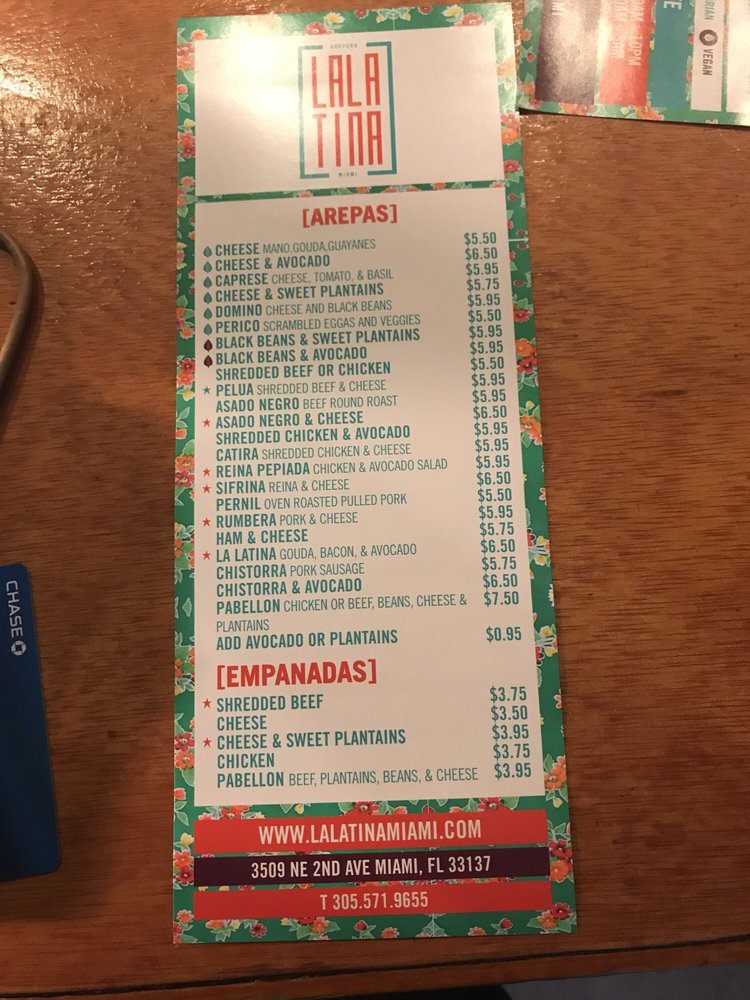 AREPERA
LALA
TINA
MIAMI
[AREPAS]
CHEESE MANO,GOUDA,GUAYANES $5.50
CHEESE & AVOCADO $6.50
CAPRESE CHEESE, TOMATO, & BASIL $5.95
CHEESE & SWEET PLANTAINS $5.75
DOMINO CHEESE AND BLACK BEANS $5.95
PERICO SCRAMBLED EGGAS AND VEGGIES $5.50
BLACK BEANS & SWEET PLANTAINS $5.95
BLACK BEANS & AVOCADO $5.95
SHREDDED BEEF OR CHICKEN $5.50
PELUA SHREDDED BEEF & CHEESE $5.95
ASADO NEGRO BEEF ROUND ROAST $5.95
ASADO NEGRO & CHEESE $6.50
SHREDDED CHICKEN & AVOCADO $5.95
CATIRA SHREDDED CHICKEN & CHEESE $5.95
REINA PEPIADA CHICKEN & AVOCADO SALAD $5.95
SIFRINA REINA & CHEESE $6.50
PERNIL OVEN ROASTED PULLED PORK $5.50
RUMBERA PORK & CHEESE $5.95
HAM & CHEESE $5.75
LA LATINA GOUDA, BACON, & AVOCADO $6.50
CHISTORRA PORK SAUSAGE $5.75
CHISTORRA & AVOCADO $6.50
PABELLON CHICKEN OR BEEF, BEANS, CHEESE & $7.50
PLANTAINS
ADD AVOCADO OR PLANTAINS $0.95
[EMPANADAS]
SHREDDED BEEF $3.75
CHEESE $3.50
CHEESE & SWEET PLANTAINS $3.95
CHICKEN $3.75
PABELLON BEEF, PLANTAINS, BEANS, & CHEESE $3.95
WWW.LALATINAMIAMI.COM
3509 NE 2ND AVE MIAMI, FL 33137
T 305.571.9655
CHASE
VEGAN